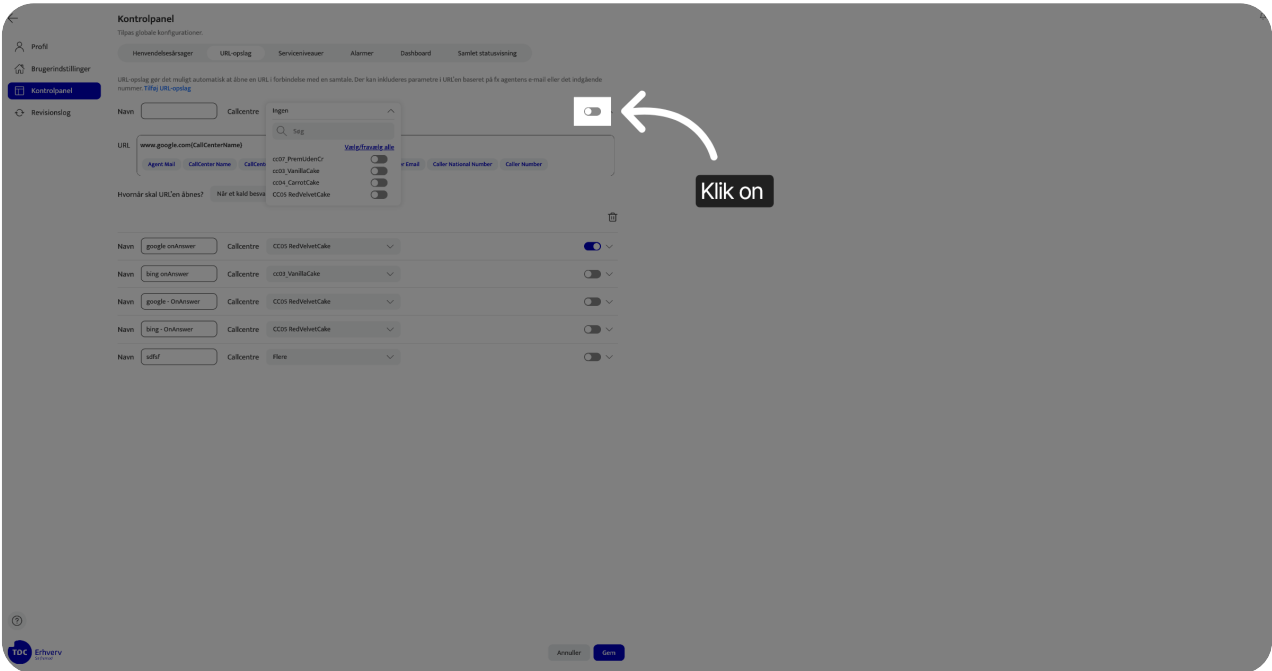 Kontrolpanel
Tilpas globale konfigurationer
Profil
Brugerindstillinger
Kontrolpanel
Revisionslog
Henvendelsesårsager URL-opslag Serviceniveauer Alarmer Dashboard Samlet statusvisning
URL-opslag gør det muligt automatisk at åbne en URL i forbindelse med en samtale. Der kan inkluderes parametre i URL'en baseret på fx agentens e-mail eller det indgående
nummer. Tilføj URL-opslag
Navn Callcentre Ingen
Søg
Vælg/fravælg alle
cc07_PremUdenCr
cc03_VanillaCake
cc04_CarrotCake
CC05 RedVelvetCake
URL www.google.com(CallCenterName)
Agent Mail CallCenter Name Email Caller National Number Caller Number
Hvornår skal URL'en åbnes? Når et kald
Klik on
Navn google onAnswer Callcentre CC05 RedVelvetCake
Navn bing onAnswer Callcentre cc03_VanillaCake
Navn google - OnAnswer Callcentre CC05 RedVelvetCake
Navn bing - OnAnswer Callcentre CC05 RedVelvetCake
Navn sdfsf Callcentre Flere
TDC Erhverv
Annuller Gem